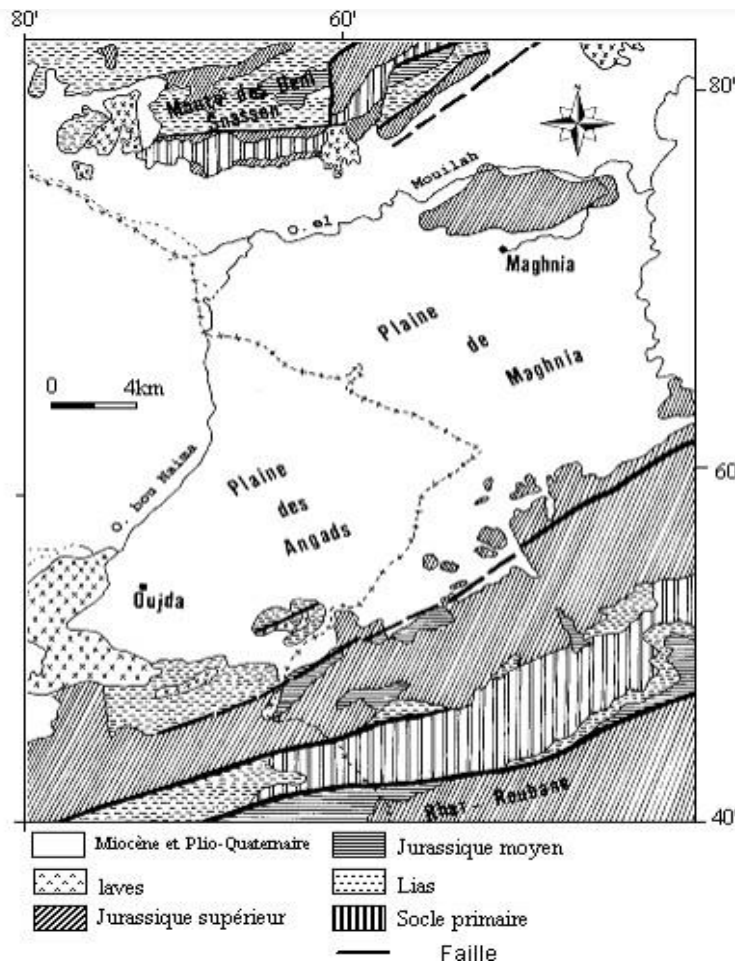 80'
60'
80'
Monts des Beni
Snassen
N
O. el Mouilah
Maghnia
Plaine
de
Maghnia
0 4km
60'
O. bou Naima
Plaine
des
Angads
Oujda
Rhar-Roubane
40'
Miocène et Plio-Quaternaire
Jurassique moyen
laves
Lias
Jurassique supérieur
Socle primaire
Faille